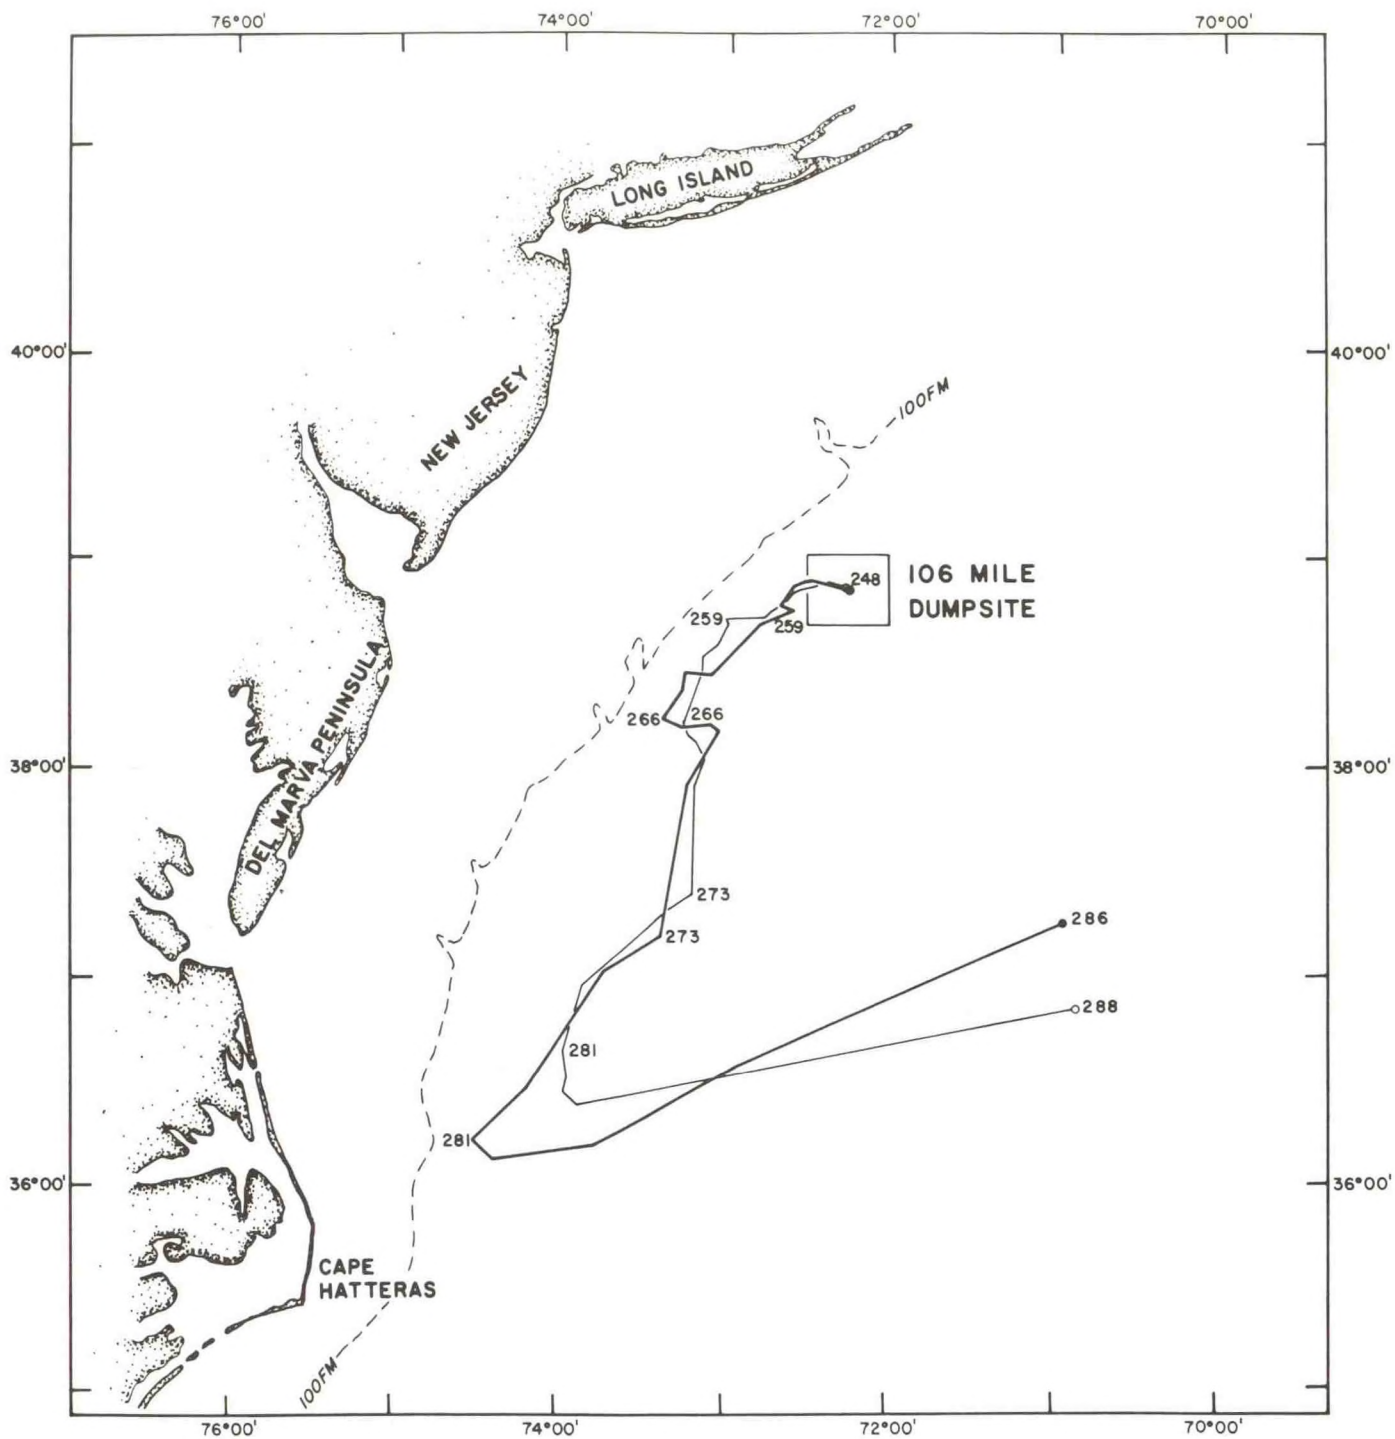 76°00'
74°00'
72°00'
70°00'
LONG ISLAND
40°00'
40°00'
NEW JERSEY
100FM
248
106 MILE
DUMPSITE
259
259
DEL MARVA PENINSULA
266
266
38°00'
38°00'
273
273
286
288
281
281
36°00'
36°00'
CAPE
HATTERAS
100FM
76°00'
74°00'
72°00'
70°00'